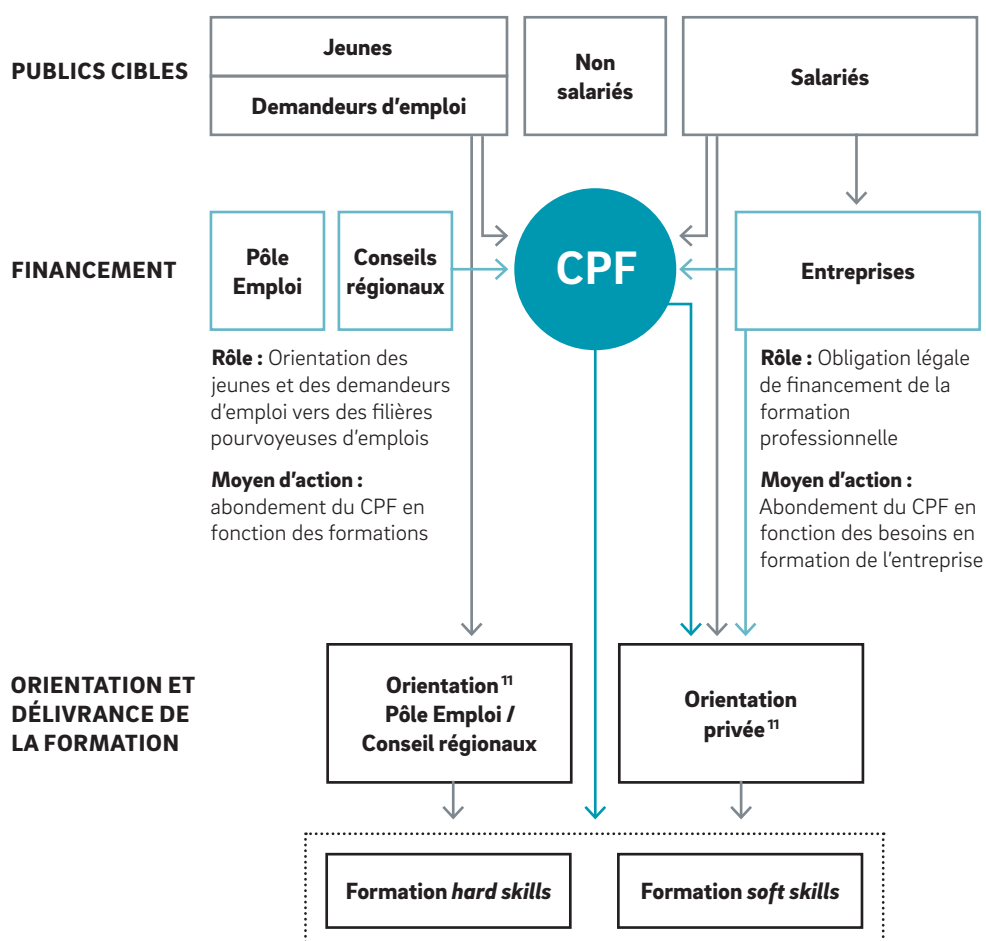 PUBLICS CIBLES
Jeunes
Demandeurs d'emploi
Non
salariés
Salariés
FINANCEMENT
Pôle
Emploi
Conseils
régionaux
CPF
Entreprises
Rôle : Orientation des
jeunes et des demandeurs
d'emploi vers des filières
pourvoyeuses d'emplois
Moyen d'action :
abondement du CPF en
fonction des formations
Rôle : Obligation légale
de financement de la
formation
professionnelle
Moyen d'action :
Abondement du CPF en
fonction des besoins en
formation de l'entreprise
ORIENTATION ET
DÉLIVRANCE DE
LA FORMATION
Orientation 11
Pôle Emploi /
Conseil régionaux
Orientation
privée 11
Formation hard skills
Formation soft skills